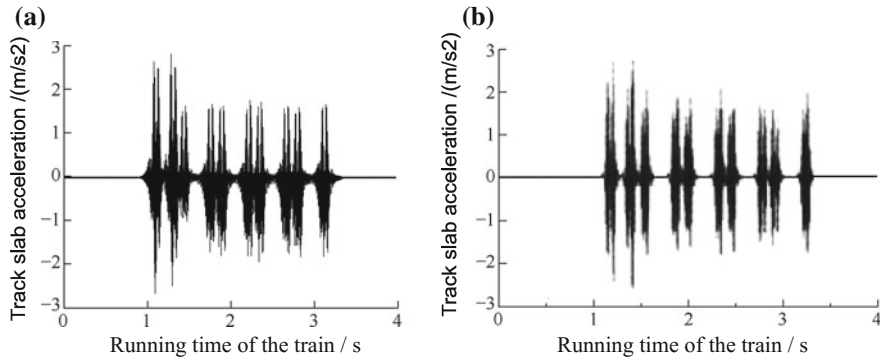 (a)
Track slab acceleration /(m/s2)
3
2
1
0
−1
−2
−3
0 1 2 3 4
Running time of the train / s
(b)
Track slab acceleration /(m/s2)
3
2
1
0
−1
−2
−3
0 1 2 3 4
Running time of the train / s